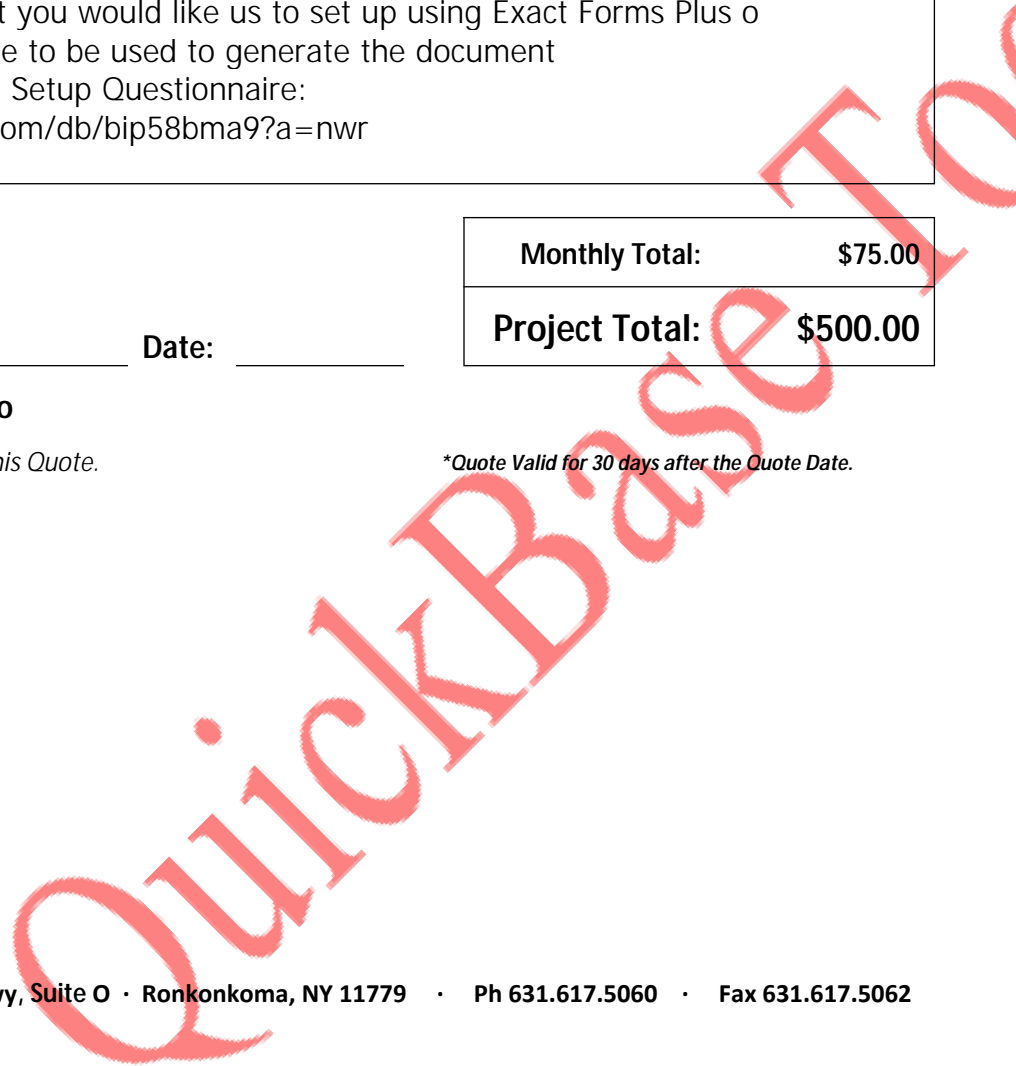 t you would like us to set up using Exact Forms Plus o
e to be used to generate the document
Setup Questionnaire:
om/db/bip58bma9?a=nwr
Monthly Total: $75.00
Project Total: $500.00
Date:
o
his Quote.
*Quote Valid for 30 days after the Quote Date.
QuickBase To
vy, Suite O · Ronkonkoma, NY 11779 · Ph 631.617.5060 · Fax 631.617.5062